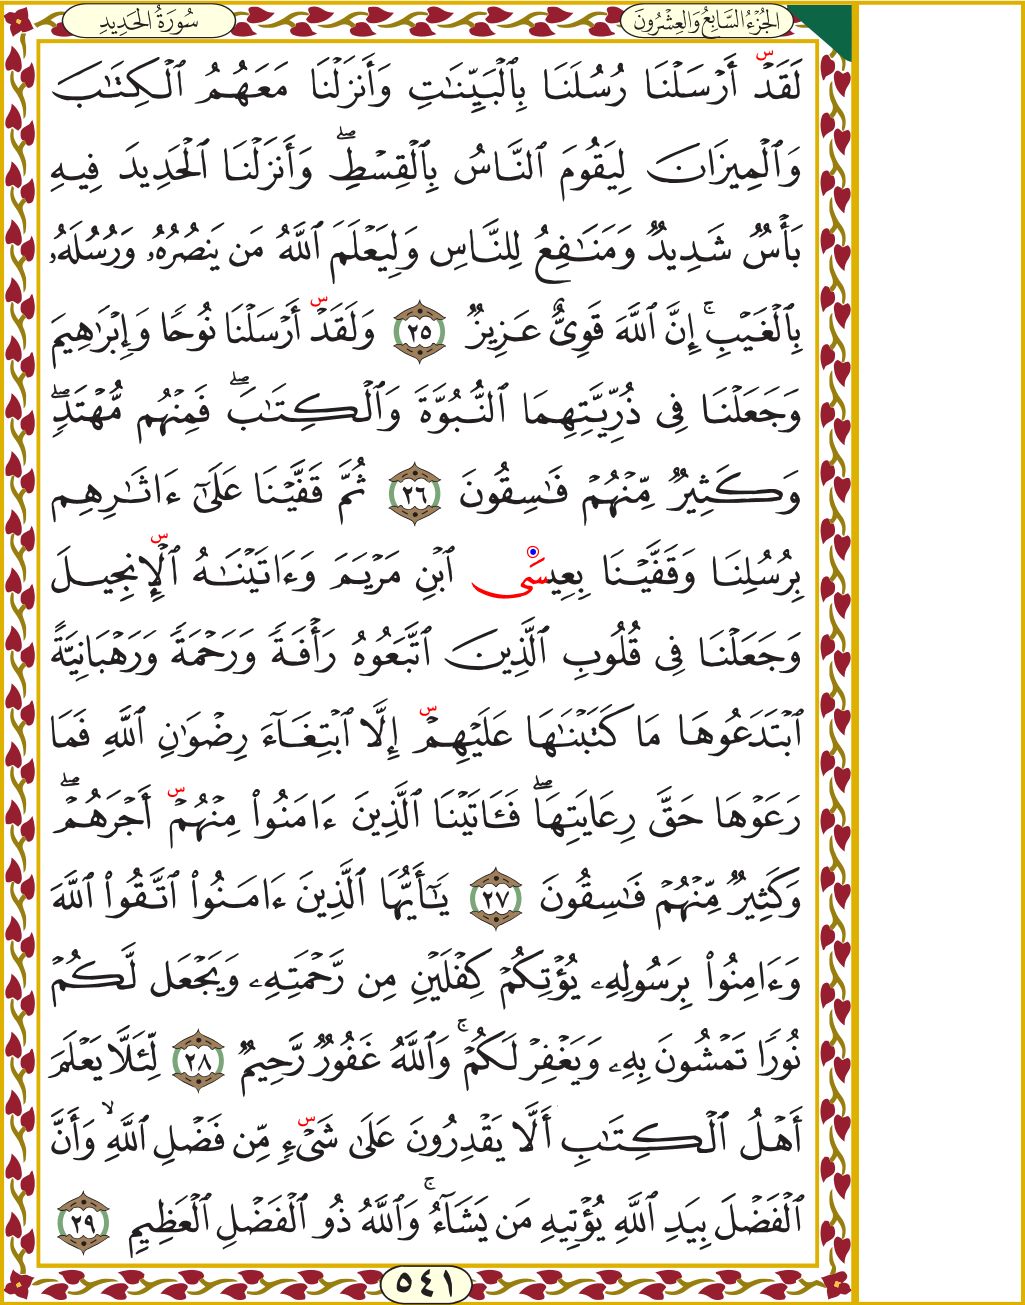 الجُزْءُ السَّابِعُ وَالعِشْرُونَ
سُورَةُ الحَدِيدِ
لَقَدْ أَرْسَلْنَا رُسُلَنَا بِٱلْبَيِّنَٰتِ وَأَنزَلْنَا مَعَهُمُ ٱلْكِتَٰبَ
وَٱلْمِيزَانَ لِيَقُومَ ٱلنَّاسُ بِٱلْقِسْطِۖ وَأَنزَلْنَا ٱلْحَدِيدَ فِيهِ
بَأْسٌ شَدِيدٌ وَمَنَٰفِعُ لِلنَّاسِ وَلِيَعْلَمَ ٱللَّهُ مَن يَنصُرُهُۥ وَرُسُلَهُۥ
بِٱلْغَيْبِۚ إِنَّ ٱللَّهَ قَوِىٌّ عَزِيزٌ ٢٥ وَلَقَدْ أَرْسَلْنَا نُوحًا وَإِبْرَٰهِيمَ
وَجَعَلْنَا فِى ذُرِّيَّتِهِمَا ٱلنُّبُوَّةَ وَٱلْكِتَٰبَۖ فَمِنْهُم مُّهْتَدٍۖ
وَكَثِيرٌ مِّنْهُمْ فَٰسِقُونَ ٢٦ ثُمَّ قَفَّيْنَا عَلَىٰٓ ءَاثَٰرِهِم
بِرُسُلِنَا وَقَفَّيْنَا بِعِيسَى ٱبْنِ مَرْيَمَ وَءَاتَيْنَٰهُ ٱلْإِنجِيلَ
وَجَعَلْنَا فِى قُلُوبِ ٱلَّذِينَ ٱتَّبَعُوهُ رَأْفَةً وَرَحْمَةً وَرَهْبَانِيَّةً
ٱبْتَدَعُوهَا مَا كَتَبْنَٰهَا عَلَيْهِمْ إِلَّا ٱبْتِغَآءَ رِضْوَٰنِ ٱللَّهِ فَمَا
رَعَوْهَا حَقَّ رِعَايَتِهَاۖ فَـَٔاتَيْنَا ٱلَّذِينَ ءَامَنُوا۟ مِنْهُمْ أَجْرَهُمْۖ
وَكَثِيرٌ مِّنْهُمْ فَٰسِقُونَ ٢٧ يَٰٓأَيُّهَا ٱلَّذِينَ ءَامَنُوا۟ ٱتَّقُوا۟ ٱللَّهَ
وَءَامِنُوا۟ بِرَسُولِهِۦ يُؤْتِكُمْ كِفْلَيْنِ مِن رَّحْمَتِهِۦ وَيَجْعَل لَّكُمْ
نُورًا تَمْشُونَ بِهِۦ وَيَغْفِرْ لَكُمْۚ وَٱللَّهُ غَفُورٌ رَّحِيمٌ ٢٨ لِّئَلَّا يَعْلَمَ
أَهْلُ ٱلْكِتَٰبِ أَلَّا يَقْدِرُونَ عَلَىٰ شَىْءٍ مِّن فَضْلِ ٱللَّهِۙ وَأَنَّ
ٱلْفَضْلَ بِيَدِ ٱللَّهِ يُؤْتِيهِ مَن يَشَآءُۚ وَٱللَّهُ ذُو ٱلْفَضْلِ ٱلْعَظِيمِ ٢٩
٥٤١